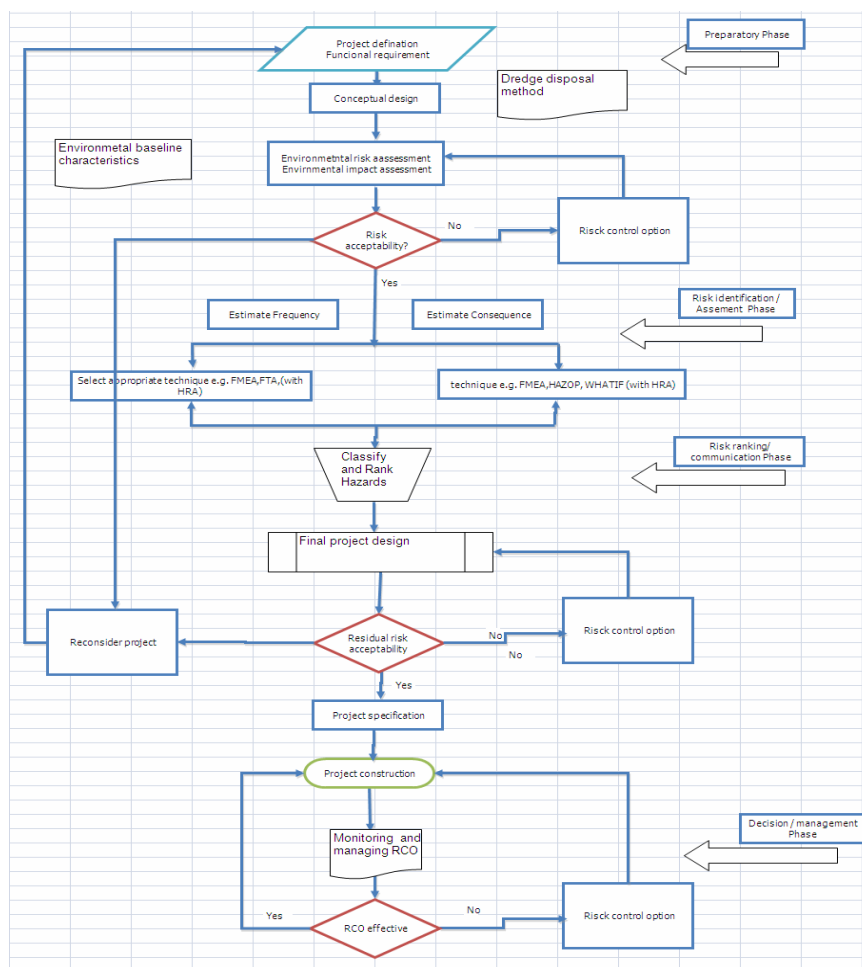 Project defination
Funcional requirement
Preparatory Phase
Dredge disposal
method
Conceptual design
Environmetal baseline
characteristics
Environmetntal risk aassessment
Envirnmental impact assessment
Risk
acceptability?
No
Risck control option
Yes
Estimate Frequency
Estimate Consequence
Risk identification /
Assement Phase
Select appropriate technique e.g. FMEA,FTA,(with
HRA)
technique e.g. FMEA,HAZOP, WHATIF (with HRA)
Classify
and Rank
Hazards
Risk ranking/
communication Phase
Final project design
Reconsider project
Residual risk
acceptability
No
No
Risck control option
Yes
Project specification
Project construction
Monitoring and
managing RCO
Decision / management
Phase
Yes
RCO effective
No
Risck control option